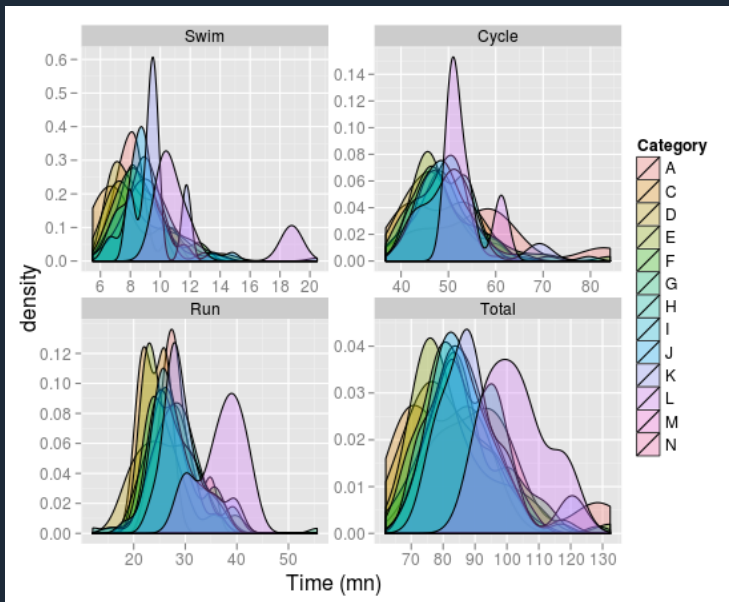 Swim
Cycle
0.6
0.5
0.4
0.3
0.2
0.1
0.0
0.14
0.12
0.10
0.08
0.06
0.04
0.02
0.00
6 8 10 12 14 16 18 20
40 50 60 70 80
Run
Total
0.12
0.10
0.08
0.06
0.04
0.02
0.00
0.04
0.03
0.02
0.01
0.00
20 30 40 50
70 80 90 100 110 120 130
density
Time (mn)
Category
A
C
D
E
F
G
H
I
J
K
L
M
N